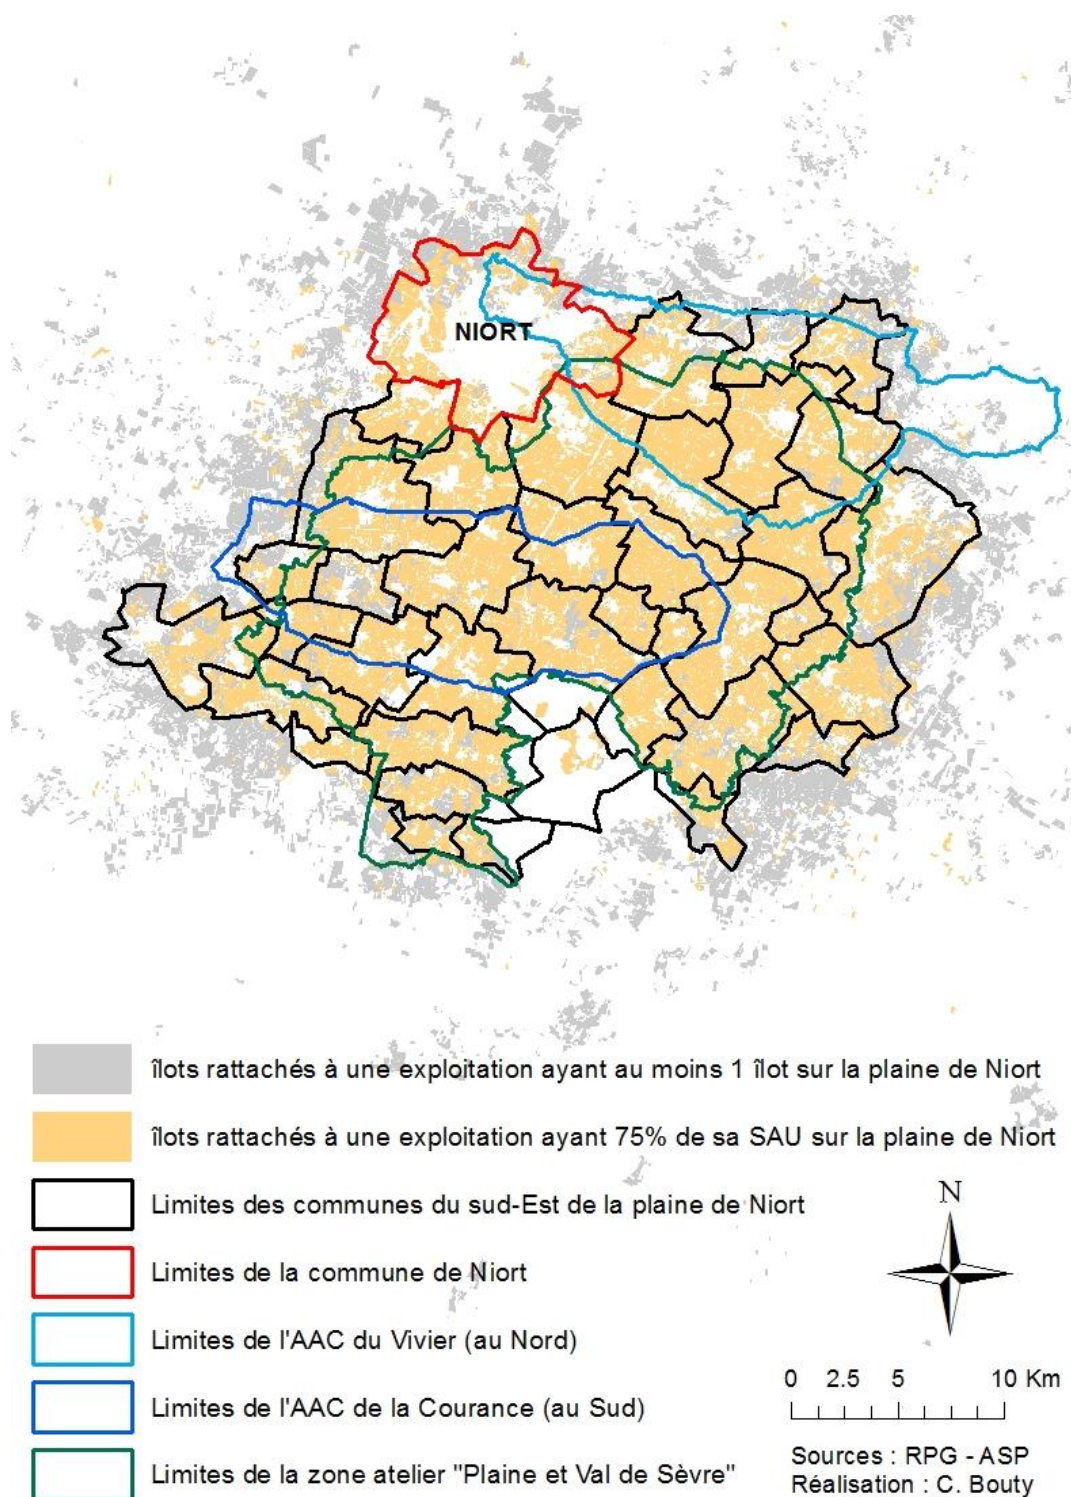 NIORT
îlots rattachés à une exploitation ayant au moins 1 îlot sur la plaine de Niort
îlots rattachés à une exploitation ayant 75% de sa SAU sur la plaine de Niort
Limites des communes du sud-Est de la plaine de Niort
Limites de la commune de Niort
Limites de l'AAC du Vivier (au Nord)
Limites de l'AAC de la Courance (au Sud)
Limites de la zone atelier "Plaine et Val de Sèvre"
N
0 2.5 5 10 Km
Sources : RPG - ASP
Réalisation : C. Bouty